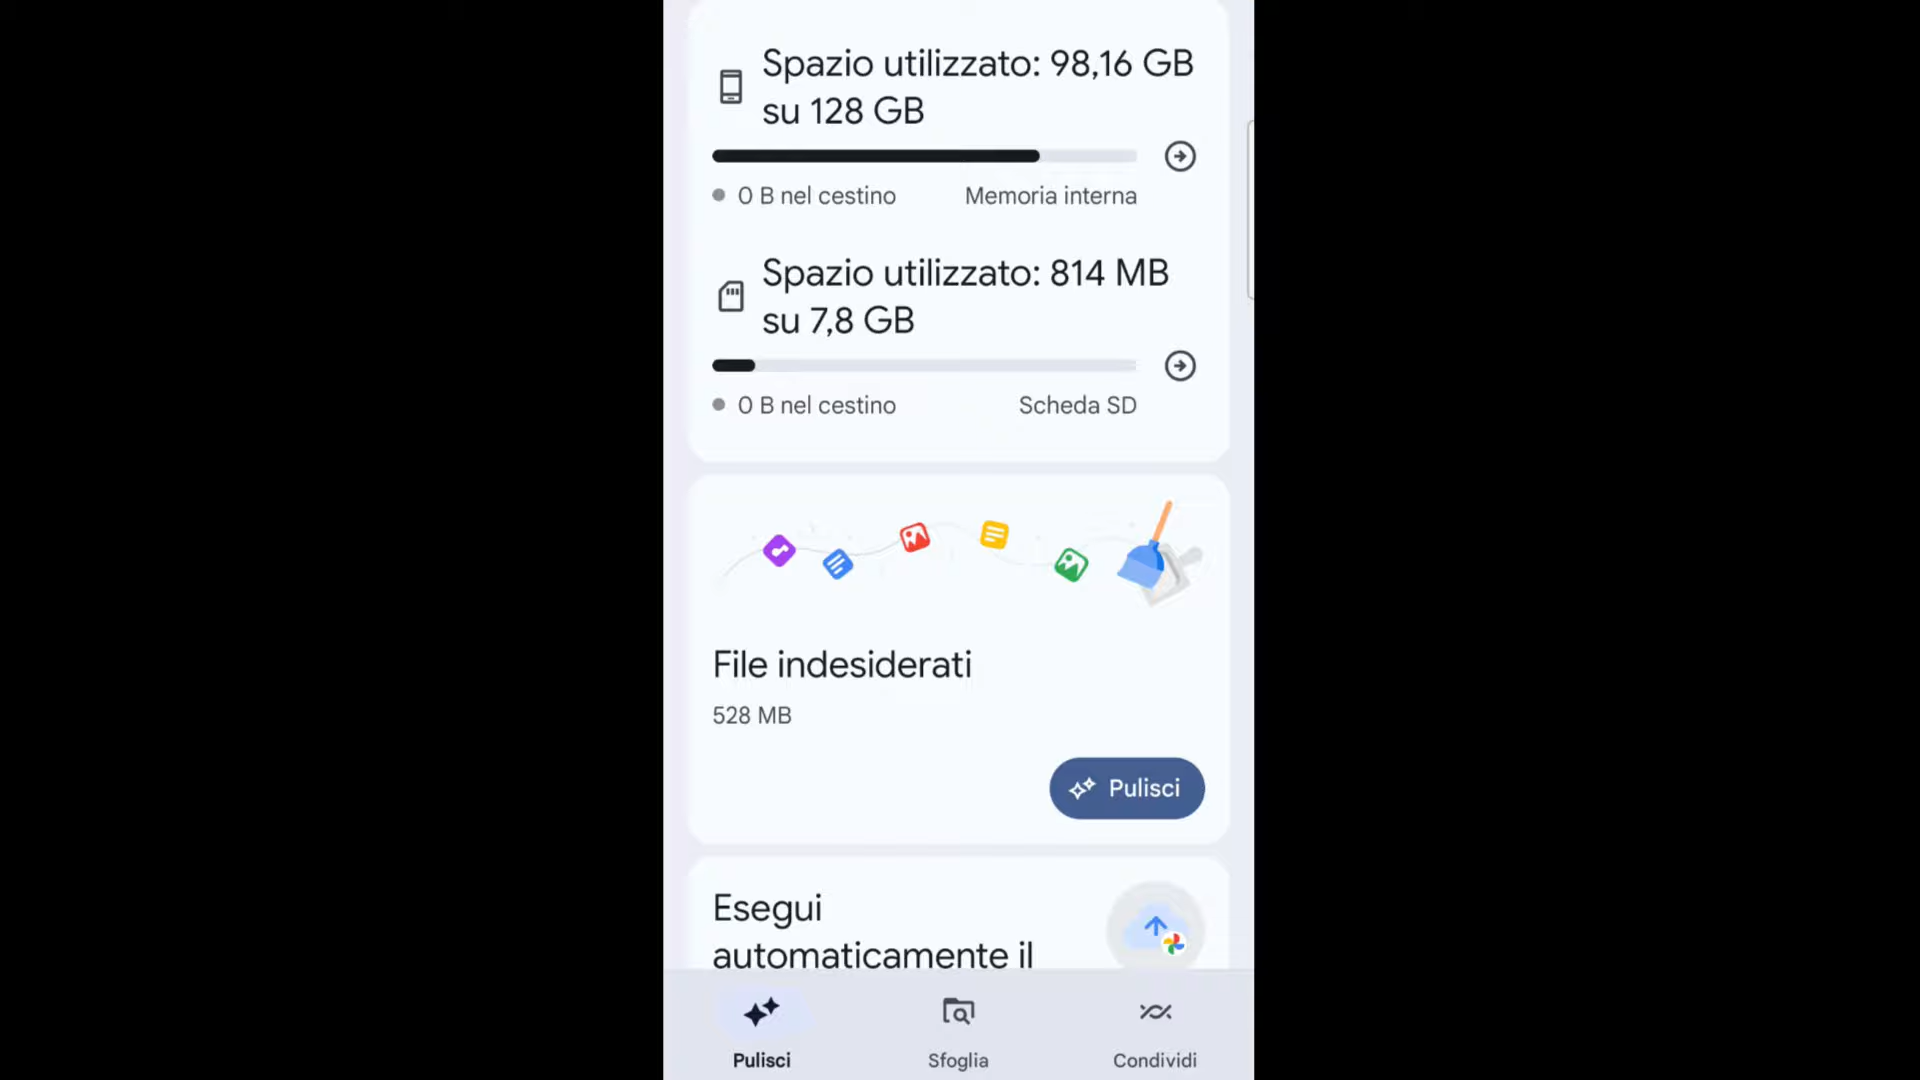 Spazio utilizzato: 98,16 GB
su 128 GB
0 B nel cestino
Memoria interna
Spazio utilizzato: 814 MB
su 7,8 GB
0 B nel cestino
Scheda SD
File indesiderati
528 MB
Pulisci
Esegui
automaticamente il
Pulisci
Sfoglia
Condividi